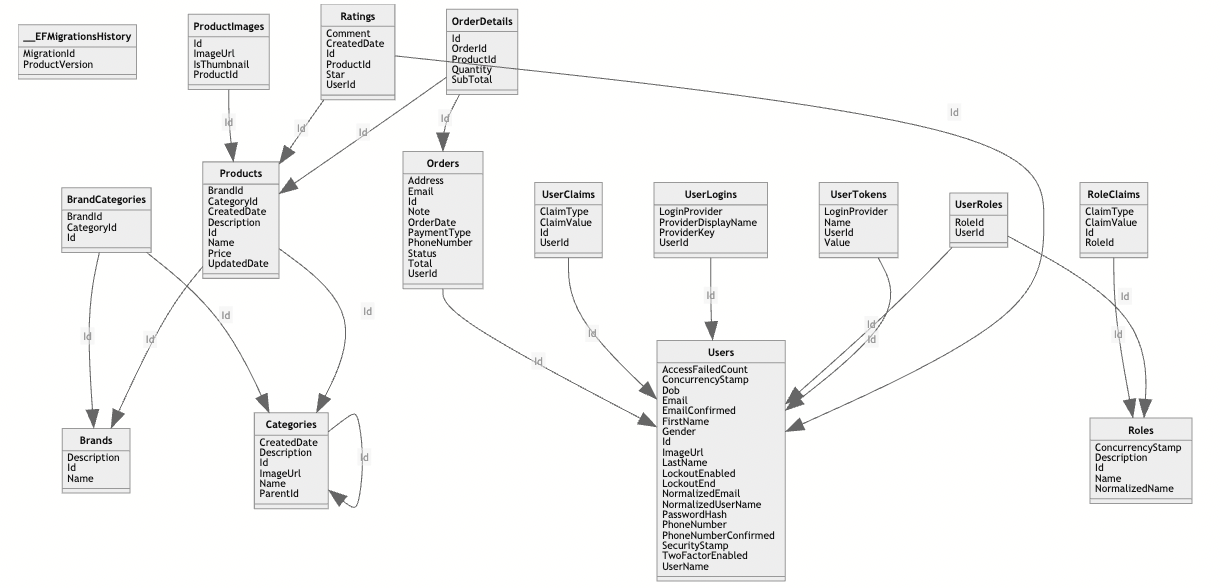 __EFMigrationsHistory
MigrationId
ProductVersion
ProductImages
Id
ImageUrl
IsThumbnail
ProductId
Ratings
Comment
CreatedDate
Id
ProductId
Star
UserId
OrderDetails
Id
OrderId
ProductId
Quantity
SubTotal
Id
Id
Id
Id
Id
BrandCategories
BrandId
CategoryId
Id
Products
BrandId
CategoryId
CreatedDate
Description
Id
Name
Price
UpdatedDate
Orders
Address
Email
Id
Note
OrderDate
PaymentType
PhoneNumber
Status
Total
UserId
UserClaims
ClaimType
ClaimValue
Id
UserId
UserLogins
LoginProvider
ProviderDisplayName
ProviderKey
UserId
UserTokens
LoginProvider
Name
UserId
Value
UserRoles
RoleId
UserId
RoleClaims
ClaimType
ClaimValue
Id
RoleId
Id
Id
Id
Id
Id
Id
Id
Id
Id
Id
Id
Brands
Description
Id
Name
Categories
CreatedDate
Description
Id
ImageUrl
Name
ParentId
Id
Users
AccessFailedCount
ConcurrencyStamp
Dob
Email
EmailConfirmed
FirstName
Gender
Id
ImageUrl
LastName
LockoutEnabled
LockoutEnd
NormalizedEmail
NormalizedUserName
PasswordHash
PhoneNumber
PhoneNumberConfirmed
SecurityStamp
TwoFactorEnabled
UserName
Roles
ConcurrencyStamp
Description
Id
Name
NormalizedName